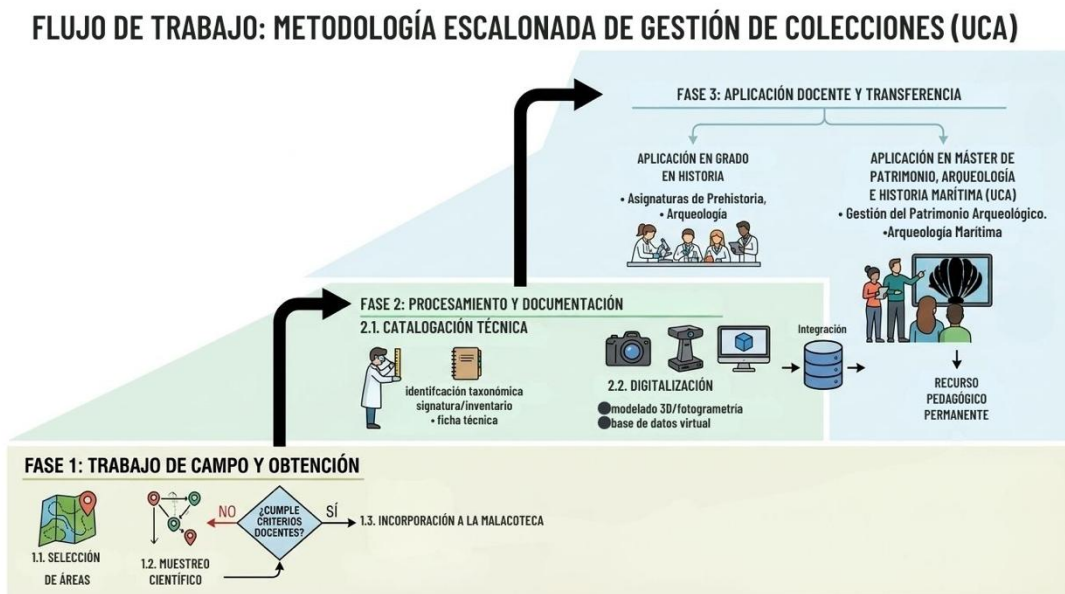 FLUJO DE TRABAJO: METODOLOGÍA ESCALONADA DE GESTIÓN DE COLECCIONES (UCA)
FASE 3: APLICACIÓN DOCENTE Y TRANSFERENCIA
APLICACIÓN EN GRADO
EN HISTORIA
• Asignaturas de Prehistoria,
• Arqueología
APLICACIÓN EN MÁSTER DE
PATRIMONIO, ARQUEOLOGÍA
E HISTORIA MARÍTIMA (UCA)
• Gestión del Patrimonio Arqueológico.
•Arqueología Marítima
RECURSO
PEDAGÓGICO
PERMANENTE
FASE 2: PROCESAMIENTO Y DOCUMENTACIÓN
2.1. CATALOGACIÓN TÉCNICA
identifcación taxonómica
signatura/inventario
• ficha técnica
2.2. DIGITALIZACIÓN
●modelado 3D/fotogrametría
●base de datos virtual
Integración
FASE 1: TRABAJO DE CAMPO Y OBTENCIÓN
1.1. SELECCIÓN
DE ÁREAS
1.2. MUESTREO
CIENTÍFICO
NO
¿CUMPLE
CRITERIOS
DOCENTES?
SÍ
1.3. INCORPORACIÓN A LA MALACOTECA